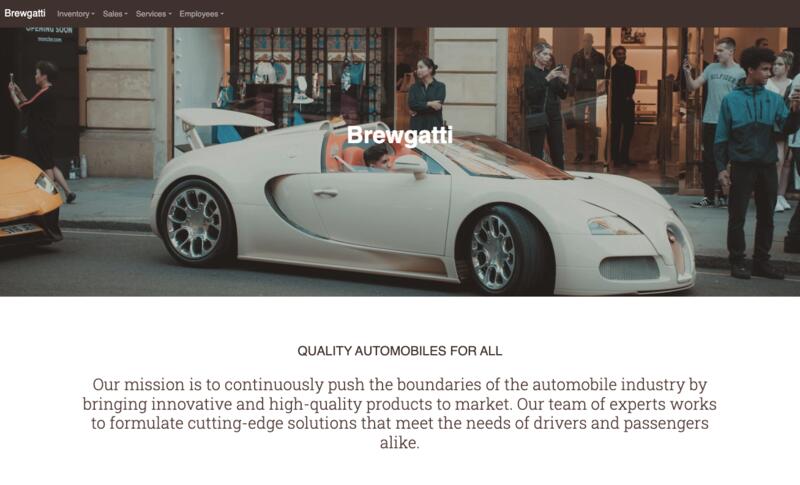 Brewgatti Inventory Sales Services Employees
OPENING SOON
HILFIGER
Brewgatti
QUALITY AUTOMOBILES FOR ALL
Our mission is to continuously push the boundaries of the automobile industry by
bringing innovative and high-quality products to market. Our team of experts works
to formulate cutting-edge solutions that meet the needs of drivers and passengers
alike.